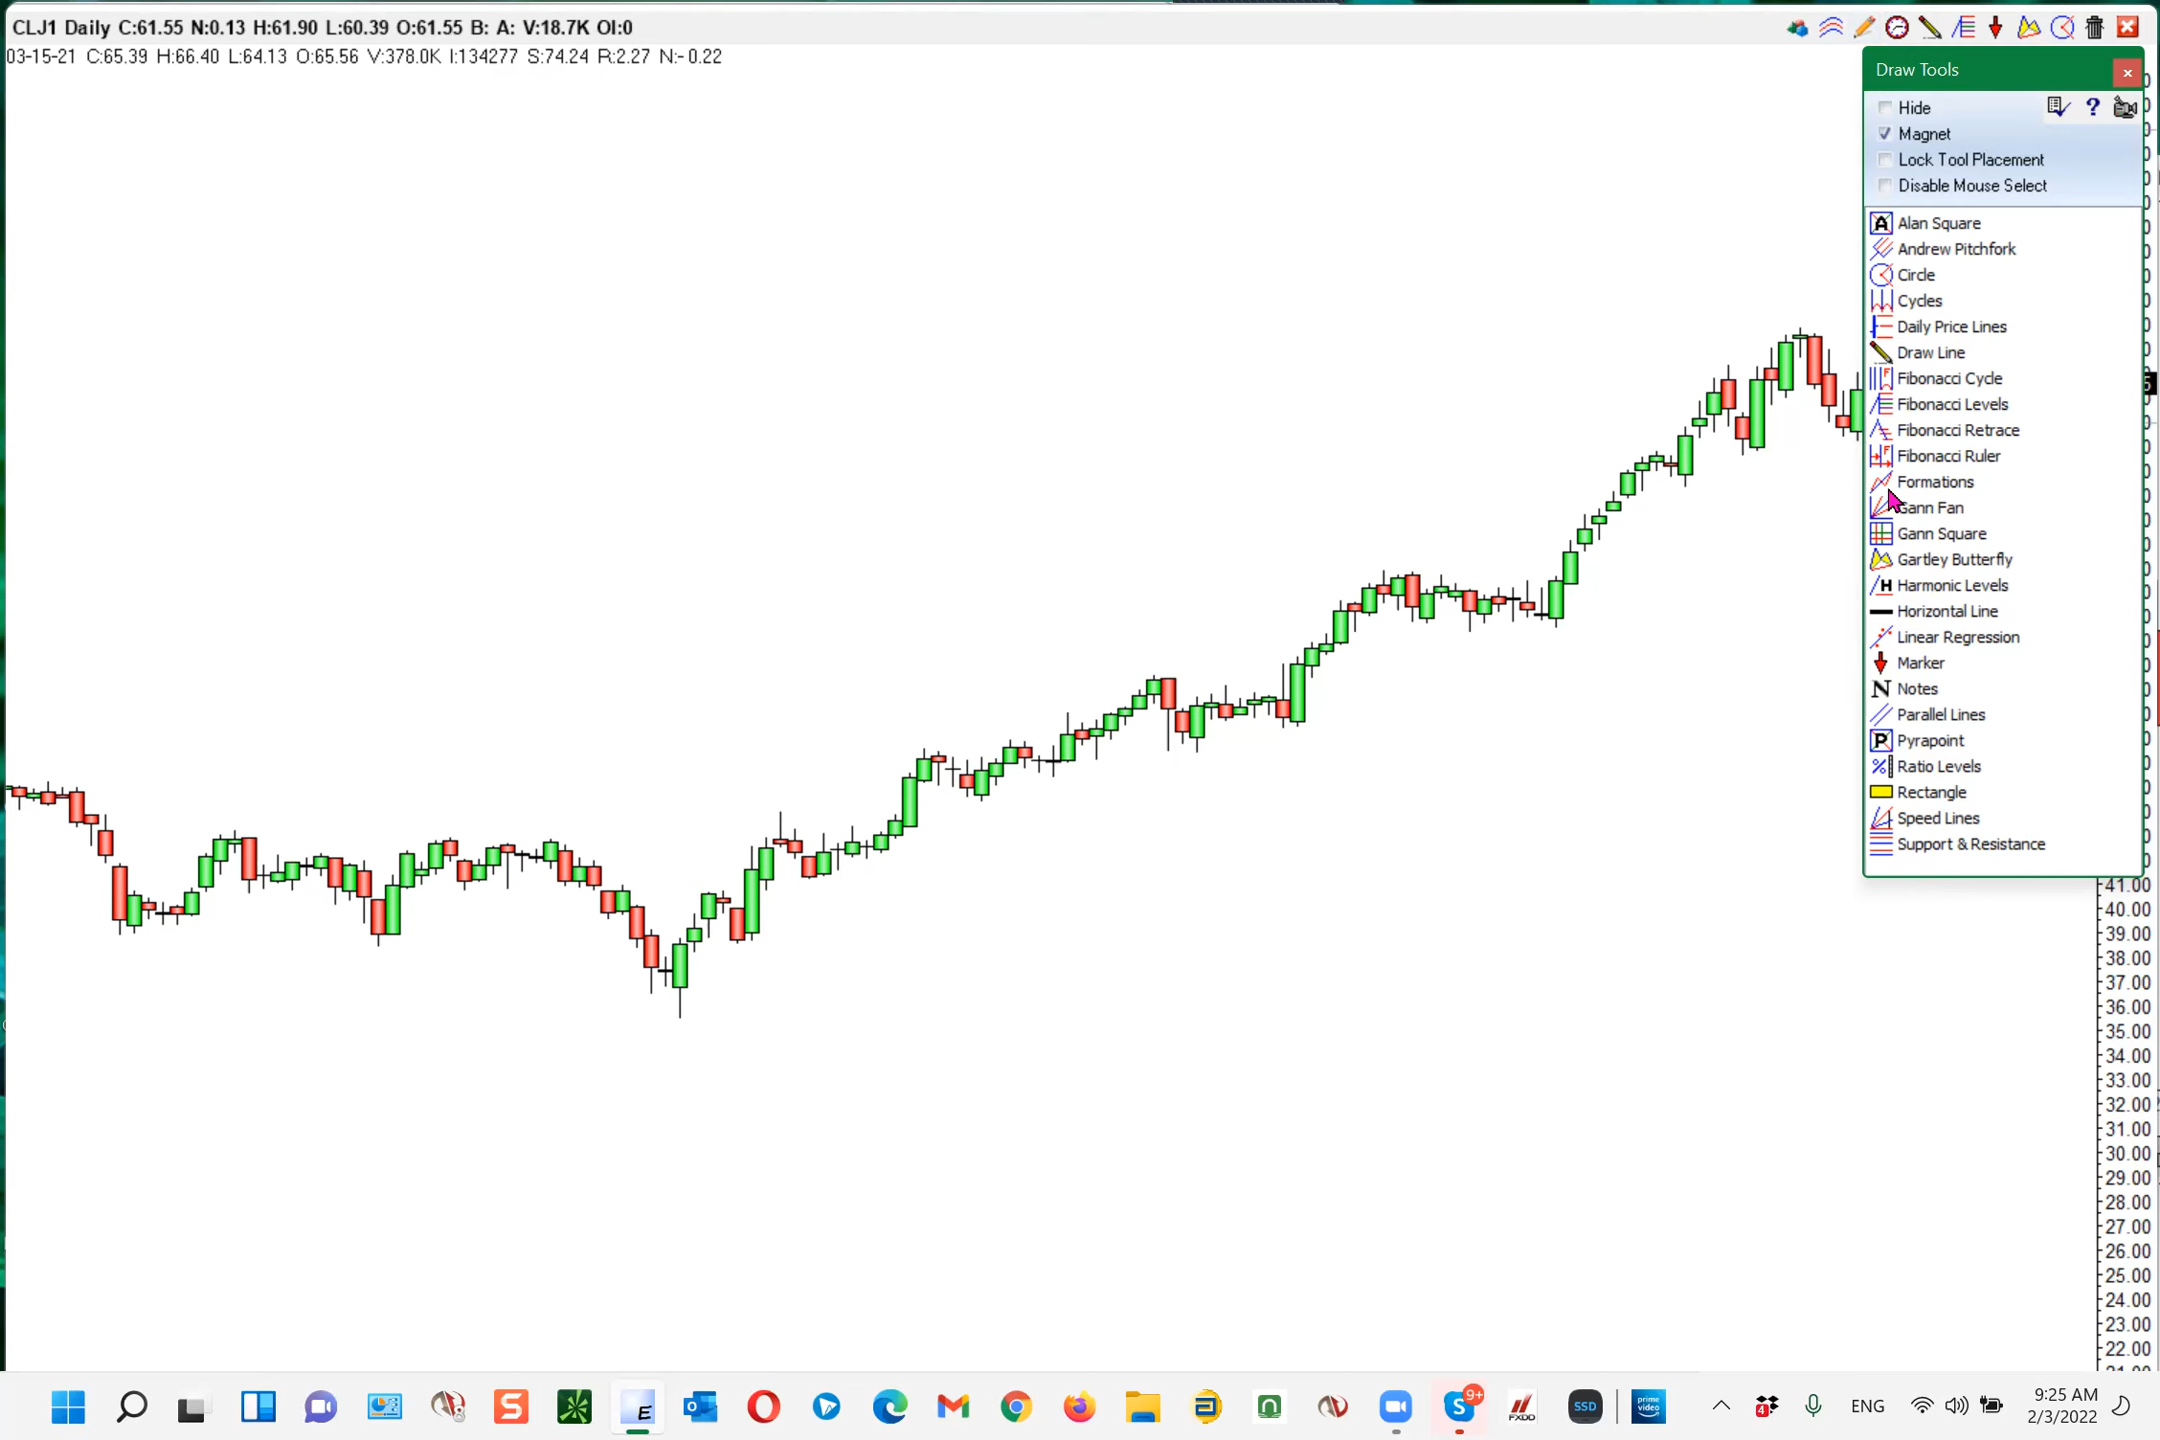 CLJ1 Daily C:61.55 N:0.13 H:61.90 L:60.39 O:61.55 B: A: V:18.7K OI:0
03-15-21 C:65.39 H:66.40 L:64.13 O:65.56 V:378.0K I:134277 S:74.24 R:2.27 N:-0.22
Draw Tools
Hide
Magnet
Lock Tool Placement
Disable Mouse Select
Alan Square
Andrew Pitchfork
Circle
Cycles
Daily Price Lines
Draw Line
Fibonacci Cycle
Fibonacci Levels
Fibonacci Retrace
Fibonacci Ruler
Formations
Gann Fan
Gann Square
Gartley Butterfly
Harmonic Levels
Horizontal Line
Linear Regression
Marker
Notes
Parallel Lines
Pyrapoint
Ratio Levels
Rectangle
Speed Lines
Support & Resistance
41.00
40.00
39.00
38.00
37.00
36.00
35.00
34.00
33.00
32.00
31.00
30.00
29.00
28.00
27.00
26.00
25.00
24.00
23.00
22.00
9+
FXDD
SSD
prime video
4
ENG
9:25 AM
2/3/2022